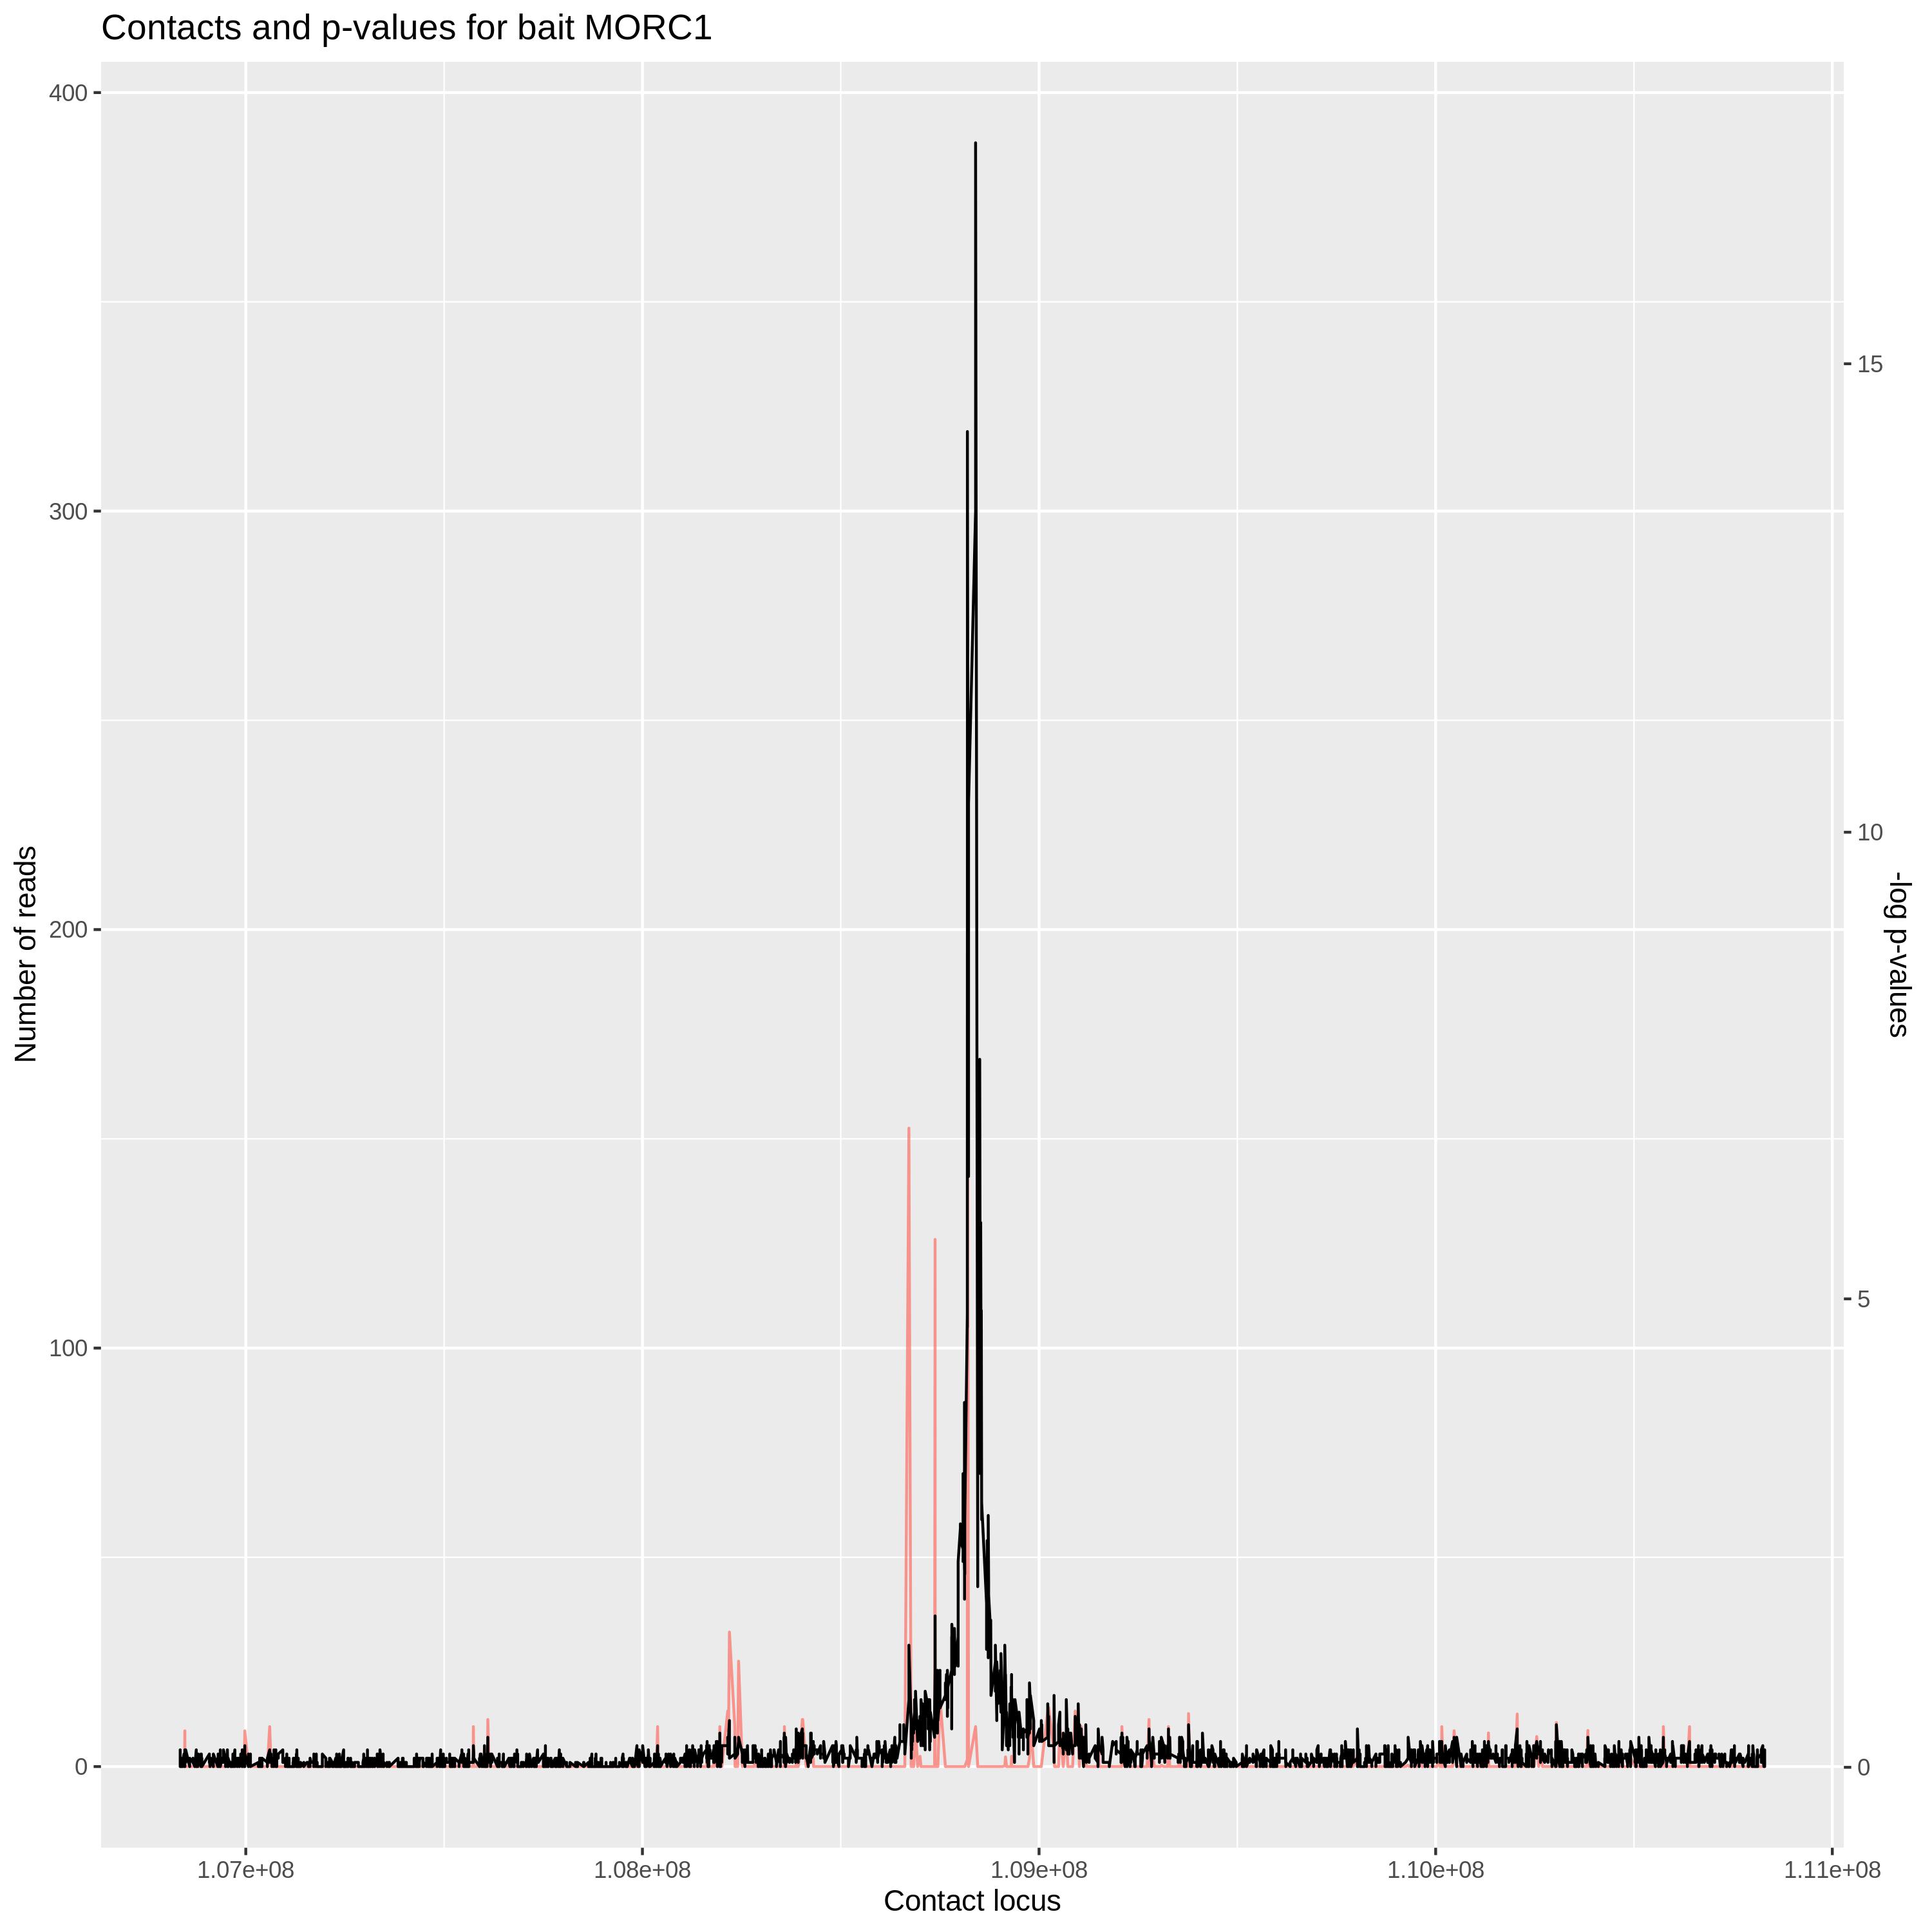 Contacts and p-values for bait MORC1
400
300
200
100
0
Number of reads
15
10
5
0
-log p-values
1.07e+08 1.08e+08 1.09e+08 1.10e+08 1.11e+08
Contact locus